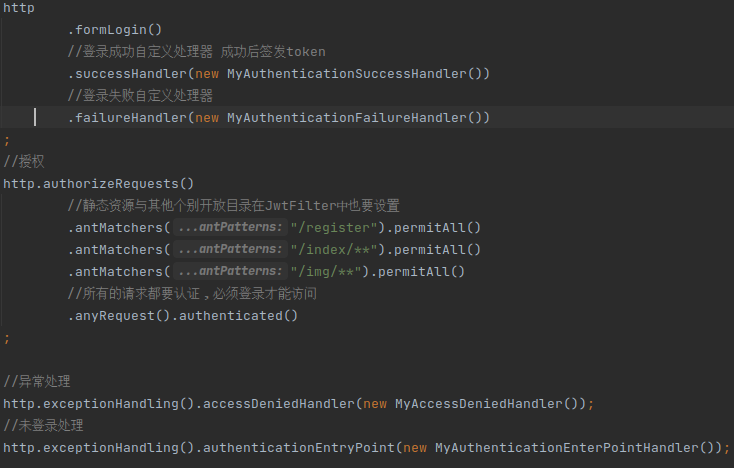 http
.formLogin()
//登录成功自定义处理器 成功后签发token
.successHandler(new MyAuthenticationSuccessHandler())
//登录失败自定义处理器
.failureHandler(new MyAuthenticationFailureHandler())
;
//授权
http.authorizeRequests()
//静态资源与其他个别开放目录在JwtFilter中也要设置
.antMatchers( ...antPatterns: "/register").permitAll()
.antMatchers( ...antPatterns: "/index/**").permitAll()
.antMatchers( ...antPatterns: "/img/**").permitAll()
//所有的请求都要认证,必须登录才能访问
.anyRequest().authenticated()
;
//异常处理
http.exceptionHandling().accessDeniedHandler(new MyAccessDeniedHandler());
//未登录处理
http.exceptionHandling().authenticationEntryPoint(new MyAuthenticationEnterPointHandler());